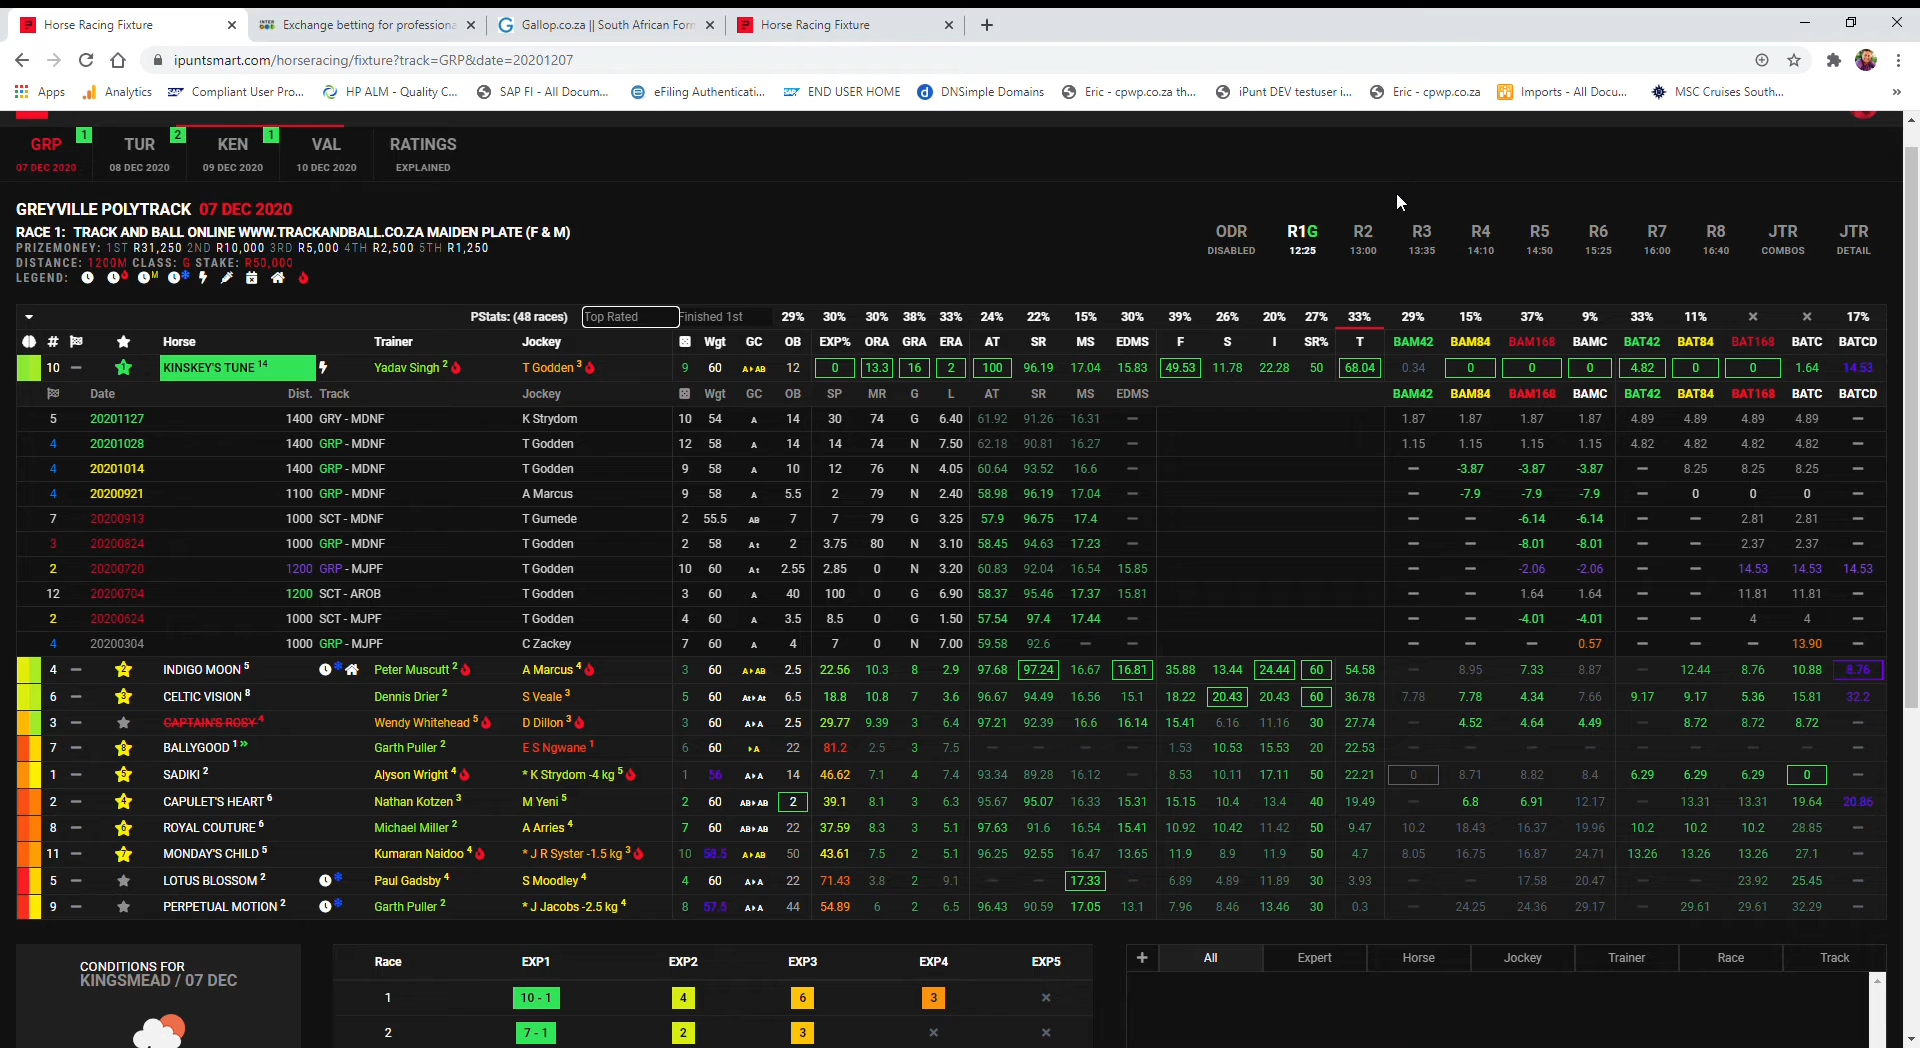 Horse Racing Fixture
Exchange betting for professiona
Gallop.co.za || South African Forn
Horse Racing Fixture
ipuntsmart.com/horseracing/fixture?track=GRP&date=20201207
Apps Analytics Compliant User Pro... HP ALM - Quality C... SAP FI - All Docum... eFiling Authenticati... END USER HOME DNSimple Domains Eric - cpwp.co.za th... iPunt DEV testuser i... Eric - cpwp.co.za Imports - All Docu... MSC Cruises South... »
GRP 1 TUR 2 KEN 1 VAL RATINGS
07 DEC 2020 08 DEC 2020 09 DEC 2020 10 DEC 2020 EXPLAINED
GREYVILLE POLYTRACK 07 DEC 2020
RACE 1: TRACK AND BALL ONLINE WWW.TRACKANDBALL.CO.ZA MAIDEN PLATE (F & M)
PRIZEMONEY: 1ST R31,250 2ND R10,000 3RD R5,000 4TH R2,500 5TH R1,250
DISTANCE: 1200M CLASS: G STAKE: R50,000
LEGEND:
ODR R1G R2 R3 R4 R5 R6 R7 R8 JTR JTR
DISABLED 12:25 13:00 13:35 14:10 14:50 15:25 16:00 16:40 COMBOS DETAIL
PStats: (48 races) Top Rated Finished 1st 29% 30% 30% 38% 33% 24% 22% 15% 30% 39% 26% 20% 27% 33% 29% 15% 37% 9% 33% 11% × × 17%
# Horse Trainer Jockey Wgt GC OB EXP% ORA GRA ERA AT SR MS EDMS F S I SR% T BAM42 BAM84 BAM168 BAMC BAT42 BAT84 BAT168 BATC BATCD
10 — 1 KINSKEY'S TUNE 14 Yadav Singh 2 T Godden 3 9 60 A▸AB 12 0 13.3 16 2 100 96.19 17.04 15.83 49.53 11.78 22.28 50 68.04 0.34 0 0 0 4.82 0 0 1.64 14.53
Date Dist. Track Jockey Wgt GC OB SP MR G L AT SR MS EDMS BAM42 BAM84 BAM168 BAMC BAT42 BAT84 BAT168 BATC BATCD
5 20201127 1400 GRY - MDNF K Strydom 10 54 A 14 30 74 G 6.40 61.92 91.26 16.31 — 1.87 1.87 1.87 1.87 4.89 4.89 4.89 4.89 —
4 20201028 1400 GRP - MDNF T Godden 12 58 A 14 14 74 N 7.50 62.18 90.81 16.27 — 1.15 1.15 1.15 1.15 4.82 4.82 4.82 4.82 —
4 20201014 1400 GRP - MDNF T Godden 9 58 A 10 12 76 N 4.05 60.64 93.52 16.6 — — -3.87 -3.87 -3.87 — 8.25 8.25 8.25 —
4 20200921 1100 GRP - MDNF A Marcus 9 58 A 5.5 2 79 N 2.40 58.98 96.19 17.04 — — -7.9 -7.9 -7.9 — 0 0 0 —
7 20200913 1000 SCT - MDNF T Gumede 2 55.5 AB 7 7 79 G 3.25 57.9 96.75 17.4 — — — -6.14 -6.14 — — 2.81 2.81 —
3 20200824 1000 GRP - MDNF T Godden 2 58 At 2 3.75 80 N 3.10 58.45 94.63 17.23 — — — -8.01 -8.01 — — 2.37 2.37 —
2 20200720 1200 GRP - MJPF T Godden 10 60 At 2.55 2.85 0 N 3.20 60.83 92.04 16.54 15.85 — — -2.06 -2.06 — — 14.53 14.53 14.53
12 20200704 1200 SCT - AROB T Godden 3 60 A 40 100 0 G 6.90 58.37 95.46 17.37 15.81 — — 1.64 1.64 — — 11.81 11.81 —
2 20200624 1000 SCT - MJPF T Godden 4 60 A 3.5 8.5 0 G 1.50 57.54 97.4 17.44 — — — -4.01 -4.01 — — 4 4 —
4 20200304 1000 GRP - MJPF C Zackey 7 60 A 4 7 0 N 7.00 59.58 92.6 — — — — — 0.57 — — — 13.90 —
4 — 2 INDIGO MOON 5 Peter Muscutt 2 A Marcus 4 3 60 A▸AB 2.5 22.56 10.3 8 2.9 97.68 97.24 16.67 16.81 35.88 13.44 24.44 60 54.58 — 8.95 7.33 8.87 — 12.44 8.76 10.88 8.76
6 — 3 CELTIC VISION 8 Dennis Drier 2 S Veale 3 5 60 At▸At 6.5 18.8 10.8 7 3.6 96.67 94.49 16.56 15.1 18.22 20.43 20.43 60 36.78 7.78 7.78 4.34 7.66 9.17 9.17 5.36 15.81 32.2
3 — CAPTAIN'S ROSY 4 Wendy Whitehead 5 D Dillon 3 3 60 A▸A 2.5 29.77 9.39 3 6.4 97.21 92.39 16.6 16.14 15.41 6.16 11.16 30 27.74 — 4.52 4.64 4.49 — 8.72 8.72 8.72 —
7 — 8 BALLYGOOD 1 » Garth Puller 2 E S Ngwane 1 6 60 ▸A 22 81.2 2.5 3 7.5 — — — — 1.53 10.53 15.53 20 22.53 — — — — — — — — —
1 — 5 SADIKI 2 Alyson Wright 4 * K Strydom -4 kg 5 1 56 A▸A 14 46.62 7.1 4 7.4 93.34 89.28 16.12 — 8.53 10.11 17.11 50 22.21 0 8.71 8.82 8.4 6.29 6.29 6.29 0 —
2 — 4 CAPULET'S HEART 6 Nathan Kotzen 3 M Yeni 5 2 60 AB▸AB 2 39.1 8.1 3 6.3 95.67 95.07 16.33 15.31 15.15 10.4 13.4 40 19.49 — 6.8 6.91 12.17 — 13.31 13.31 19.64 20.86
8 — 6 ROYAL COUTURE 6 Michael Miller 2 A Arries 4 7 60 AB▸AB 22 37.59 8.3 3 5.1 97.63 91.6 16.54 15.41 10.92 10.42 11.42 50 9.47 10.2 18.43 16.37 19.96 10.2 10.2 10.2 28.85 —
11 — 7 MONDAY'S CHILD 5 Kumaran Naidoo 4 * J R Syster -1.5 kg 3 10 58.5 A▸AB 50 43.61 7.5 2 5.1 96.25 92.55 16.47 13.65 11.9 8.9 11.9 50 4.7 8.05 16.75 16.87 24.71 13.26 13.26 13.26 27.1 —
5 — LOTUS BLOSSOM 2 Paul Gadsby 4 S Moodley 4 4 60 A▸A 22 71.43 3.8 2 9.1 — — 17.33 — 6.89 4.89 11.89 30 3.93 — — 17.58 20.47 — — 23.92 25.45 —
9 — PERPETUAL MOTION 2 Garth Puller 2 * J Jacobs -2.5 kg 4 8 57.5 A▸A 44 54.89 6 2 6.5 96.43 90.59 17.05 13.1 7.96 8.46 13.46 30 0.3 — 24.25 24.36 29.17 — 29.61 29.61 32.29 —
CONDITIONS FOR
KINGSMEAD / 07 DEC
Race EXP1 EXP2 EXP3 EXP4 EXP5
1 10 - 1 4 6 3 ×
2 7 - 1 2 3 × ×
+ All Expert Horse Jockey Trainer Race Track